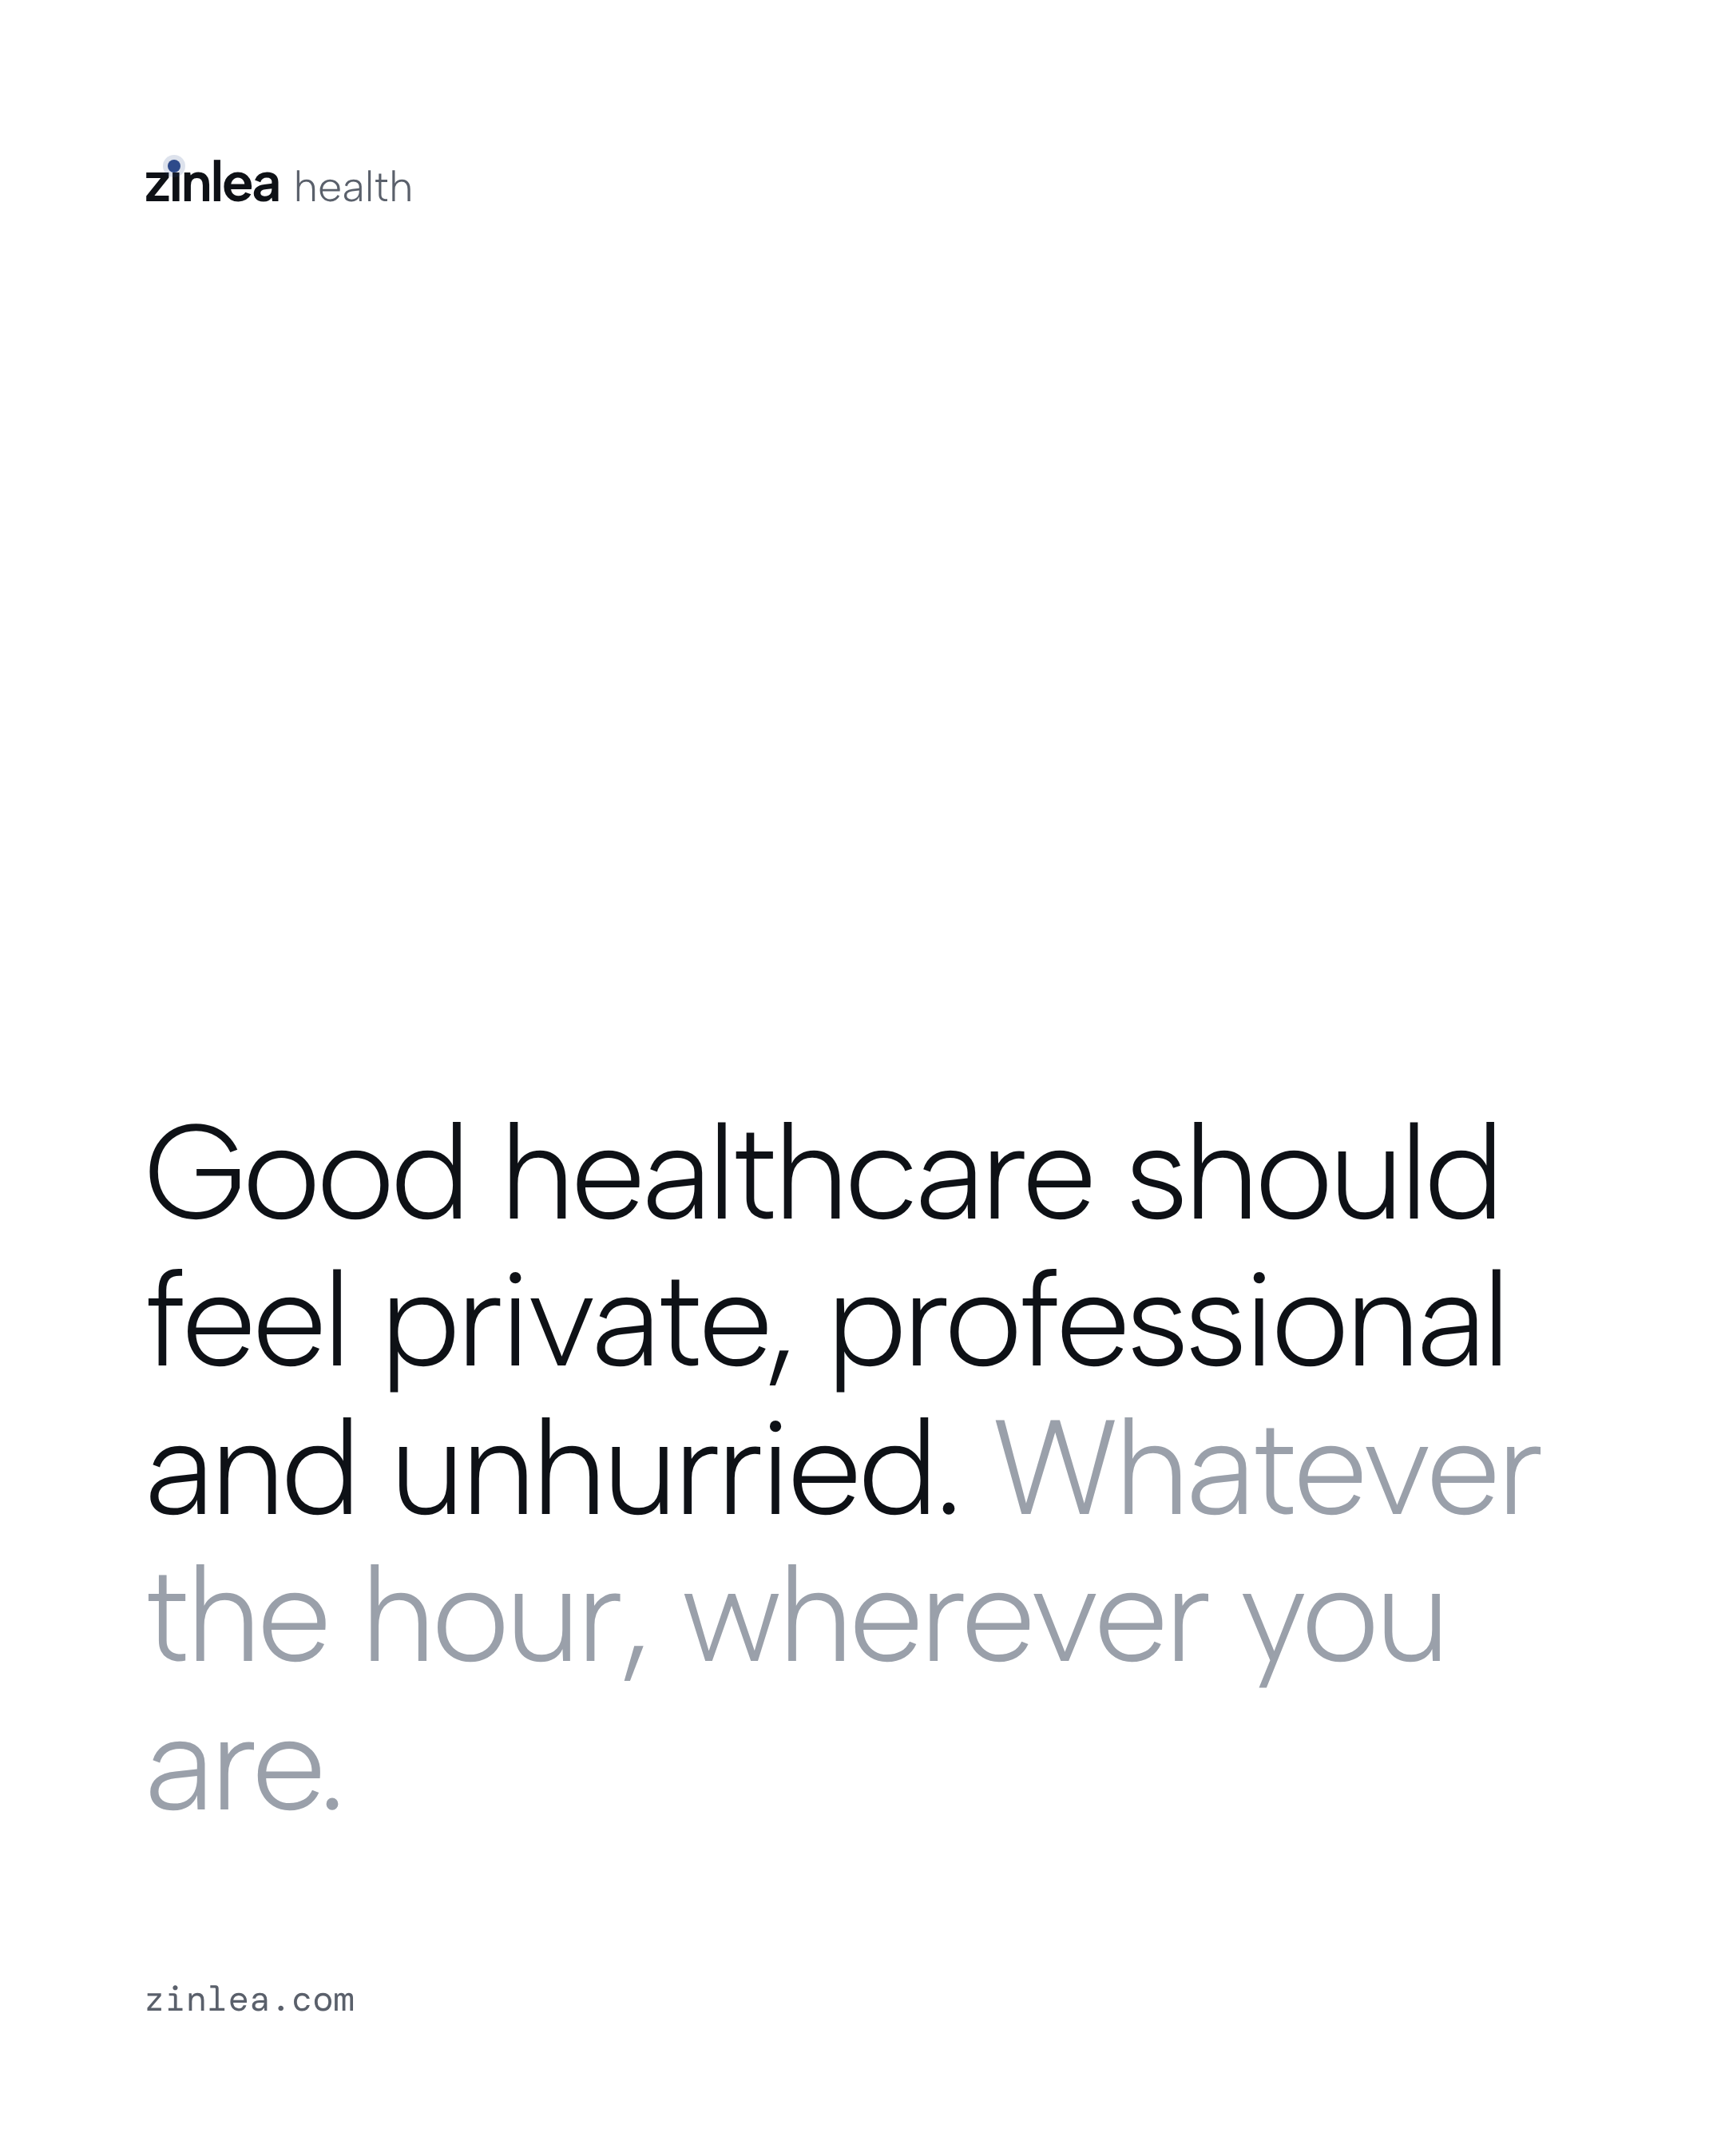 zinlea health
Good healthcare should
feel private, professional
and unhurried. Whatever
the hour, wherever you
are.
zinlea.com